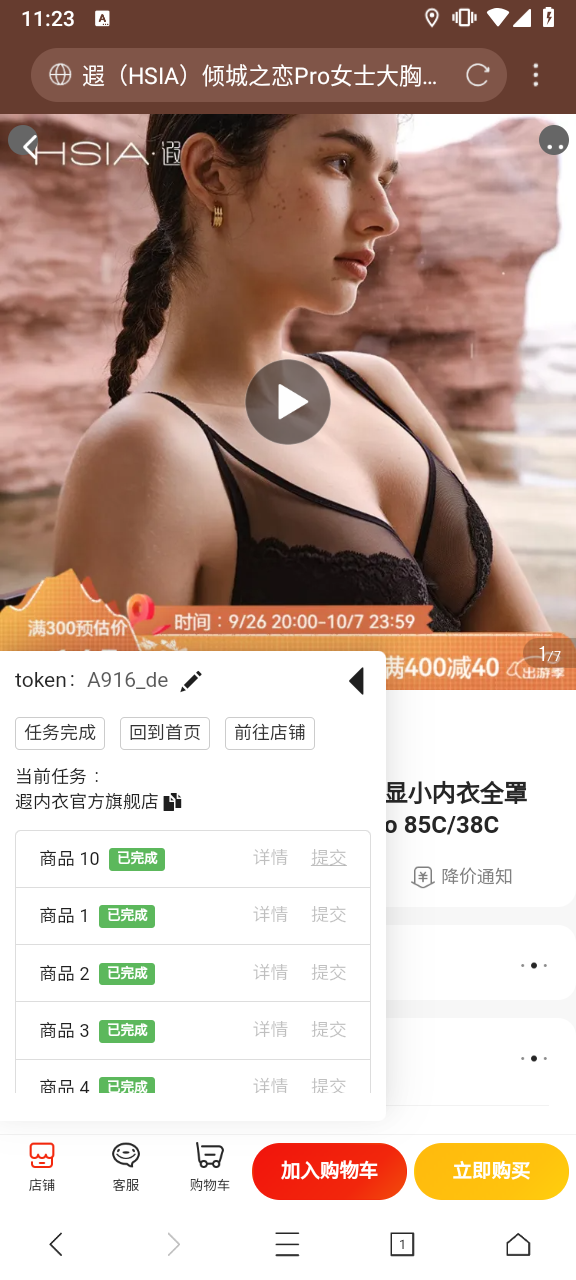 11:23
A
遐（HSIA）倾城之恋Pro女士大胸...
HSIA·遐
满300预估价
时间：9/26 20:00-10/7 23:59
满400减40
出游季
1/7
token： A916_de
任务完成 回到首页 前往店铺
当前任务：
遐内衣官方旗舰店
显小内衣全罩
o 85C/38C
降价通知
商品 10 已完成 详情 提交
商品 1 已完成 详情 提交
商品 2 已完成 详情 提交
商品 3 已完成 详情 提交
商品 4 已完成 详情 提交
店铺 客服 购物车 加入购物车 立即购买
1